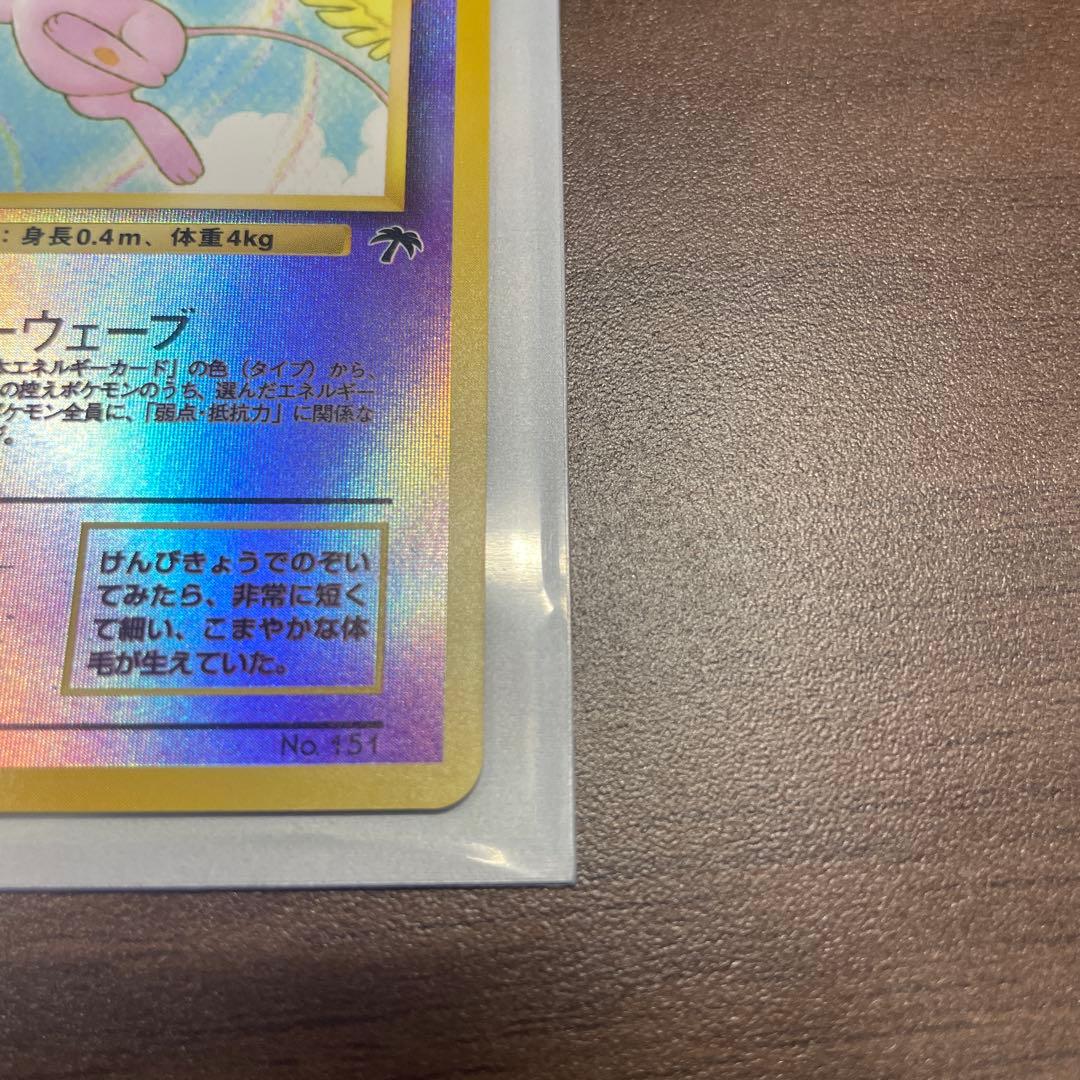 ：身長0.4m、体重4kg
ーウェーブ
エネルギーカード」の色（タイプ）から、
の控えポケモンのうち、選んだエネルギー
ケモン全員に、「弱点・抵抗力」に関係な
。
けんびきょうでのぞい
てみたら、非常に短く
て細い、こまやかな体
毛が生えていた。
No. 151